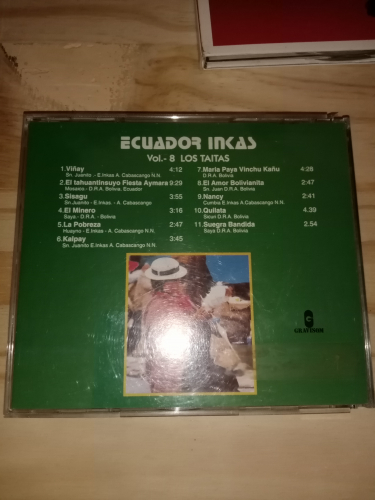 ECUADOR INKAS
Vol.- 8 LOS TAITAS
1.Viñay 4:12
Sn. Juanito .- E.Inkas A. Cabascango N.N.
2.El tahuantinsuyo Fiesta Aymara 9:29
Mosaico - D.R.A. Bolivia, Ecuador
3.Sisagu 3:55
Sn.Juanito - E.Inkas - A. Cabascango
4.El Minero 3:16
Saya - D.R.A. - Bolivia
5.La Pobreza 2:47
Huayno - E.Inkas - A. Cabascango N.N.
6.Kalpay 3:45
Sn. Juanito E.Inkas A. Cabascango N.N.
7.Maria Paya Vinchu Kañu 4:28
D.R.A. Bolivia
8.El Amor Bolivianita 2:47
Sn. Juan D.R.A. Bolivia
9.Nancy 2:41
Cumbia E.Inkas A.Cabascango N.N.
10.Quilata 4.39
Sicuri D.R.A. Bolivia
11.Suegra Bandida 2.54
Saya D.R.A. Bolivia
G